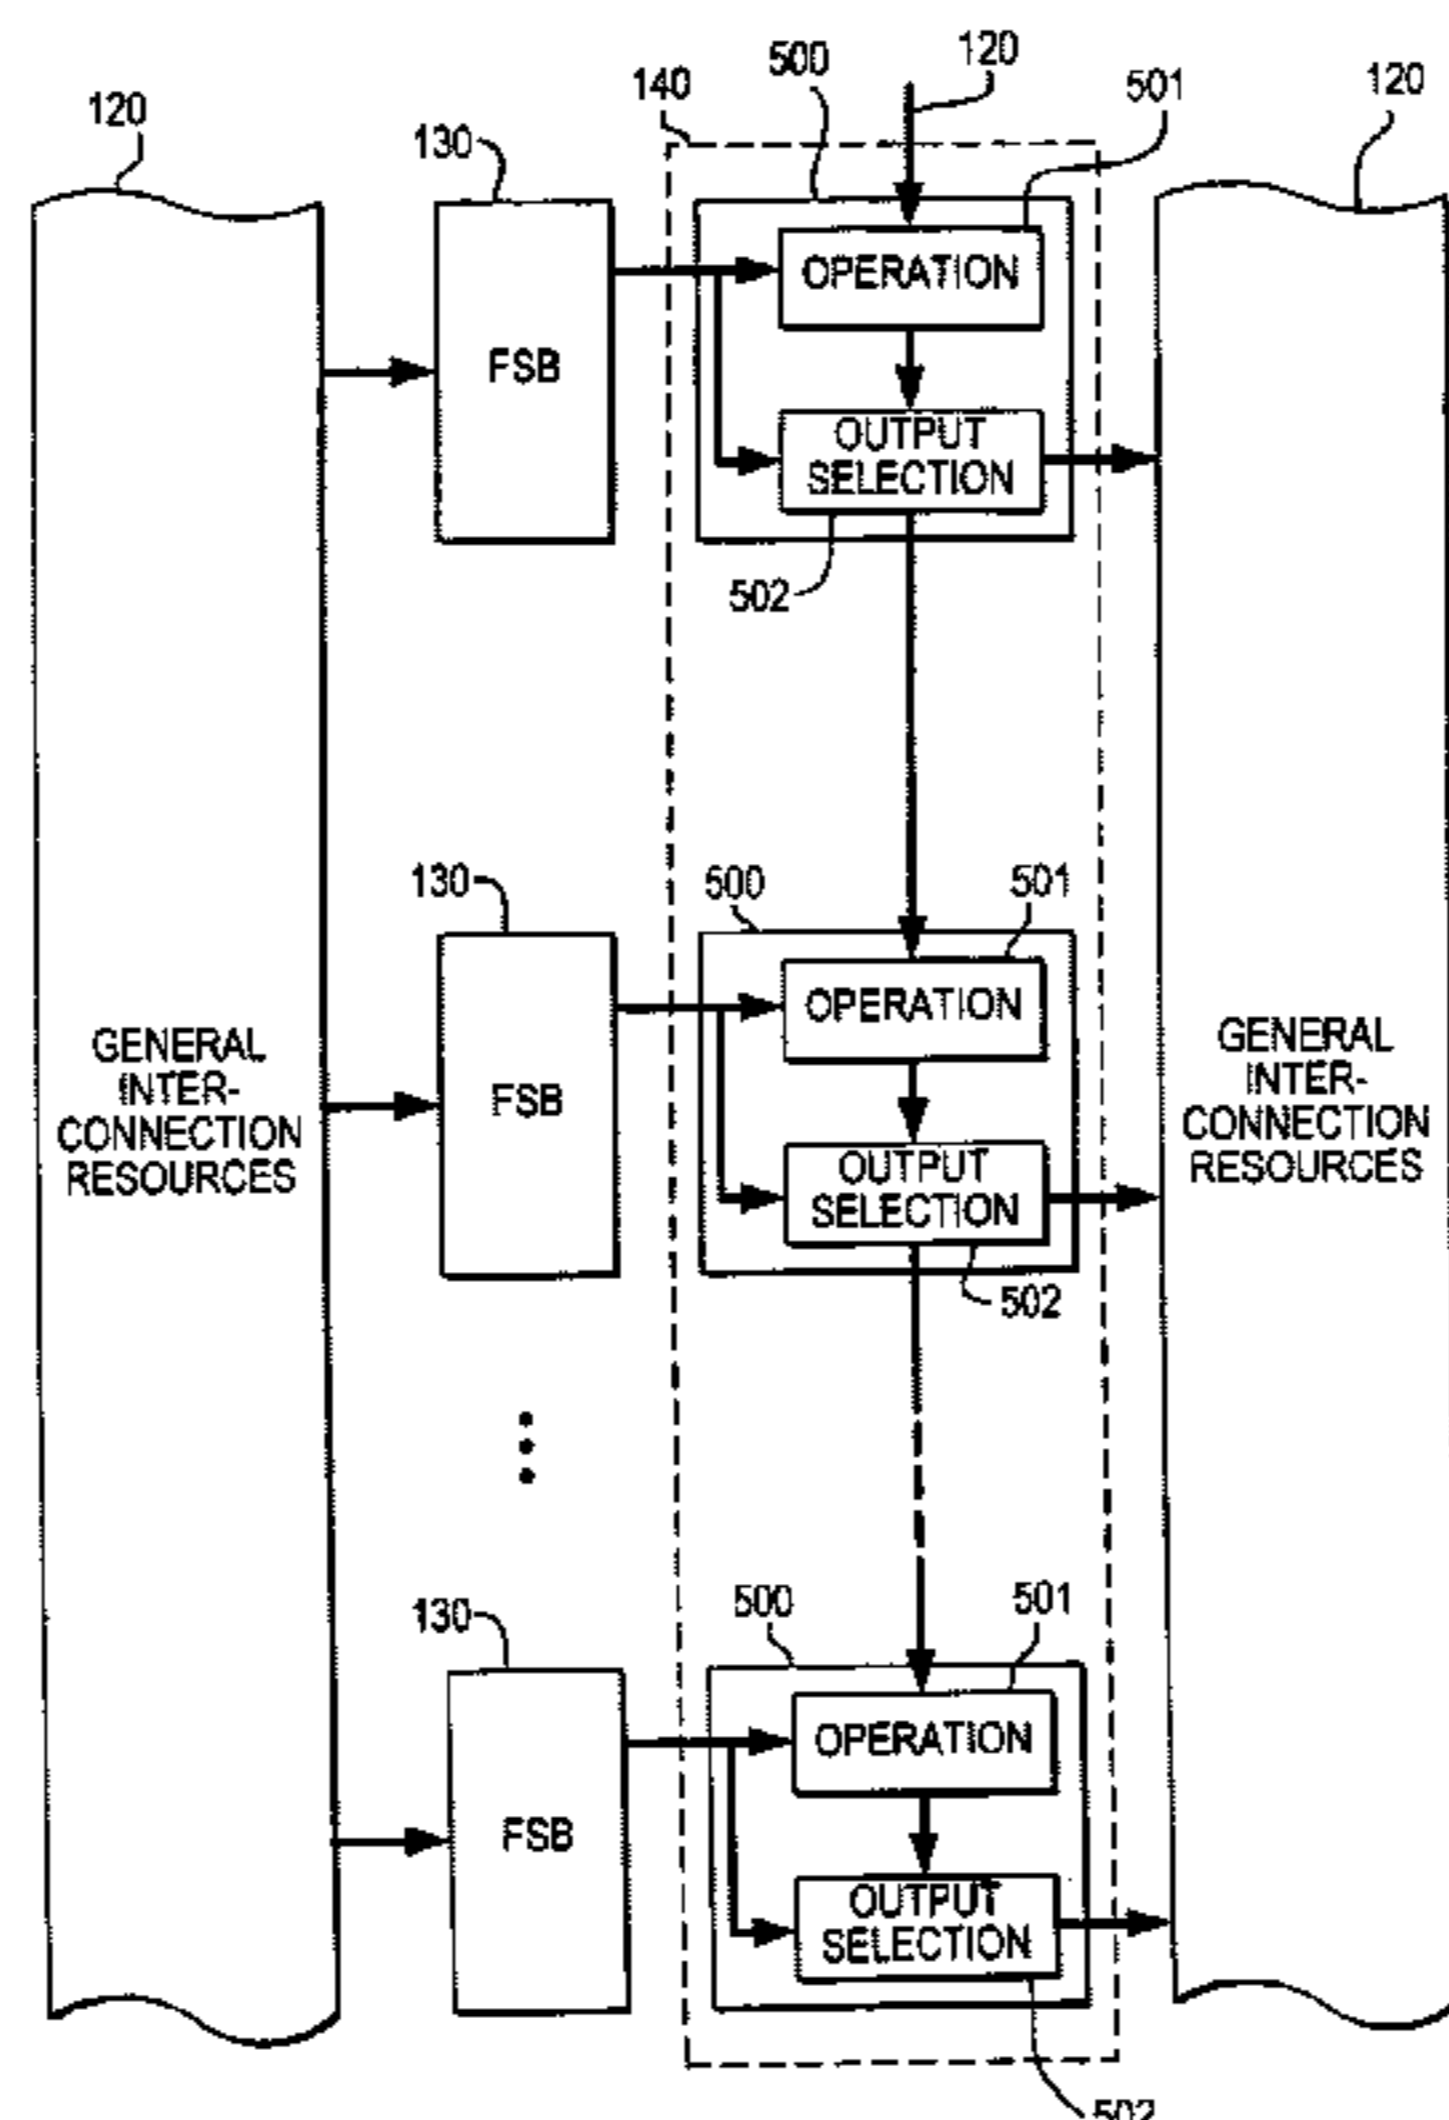 120
130
140
500
120
501
120
OPERATION
FSB
OUTPUT
SELECTION
502
130
500
501
OPERATION
FSB
OUTPUT
SELECTION
502
GENERAL
INTER-
CONNECTION
RESOURCES
GENERAL
INTER-
CONNECTION
RESOURCES
130
500
501
OPERATION
FSB
OUTPUT
SELECTION
502